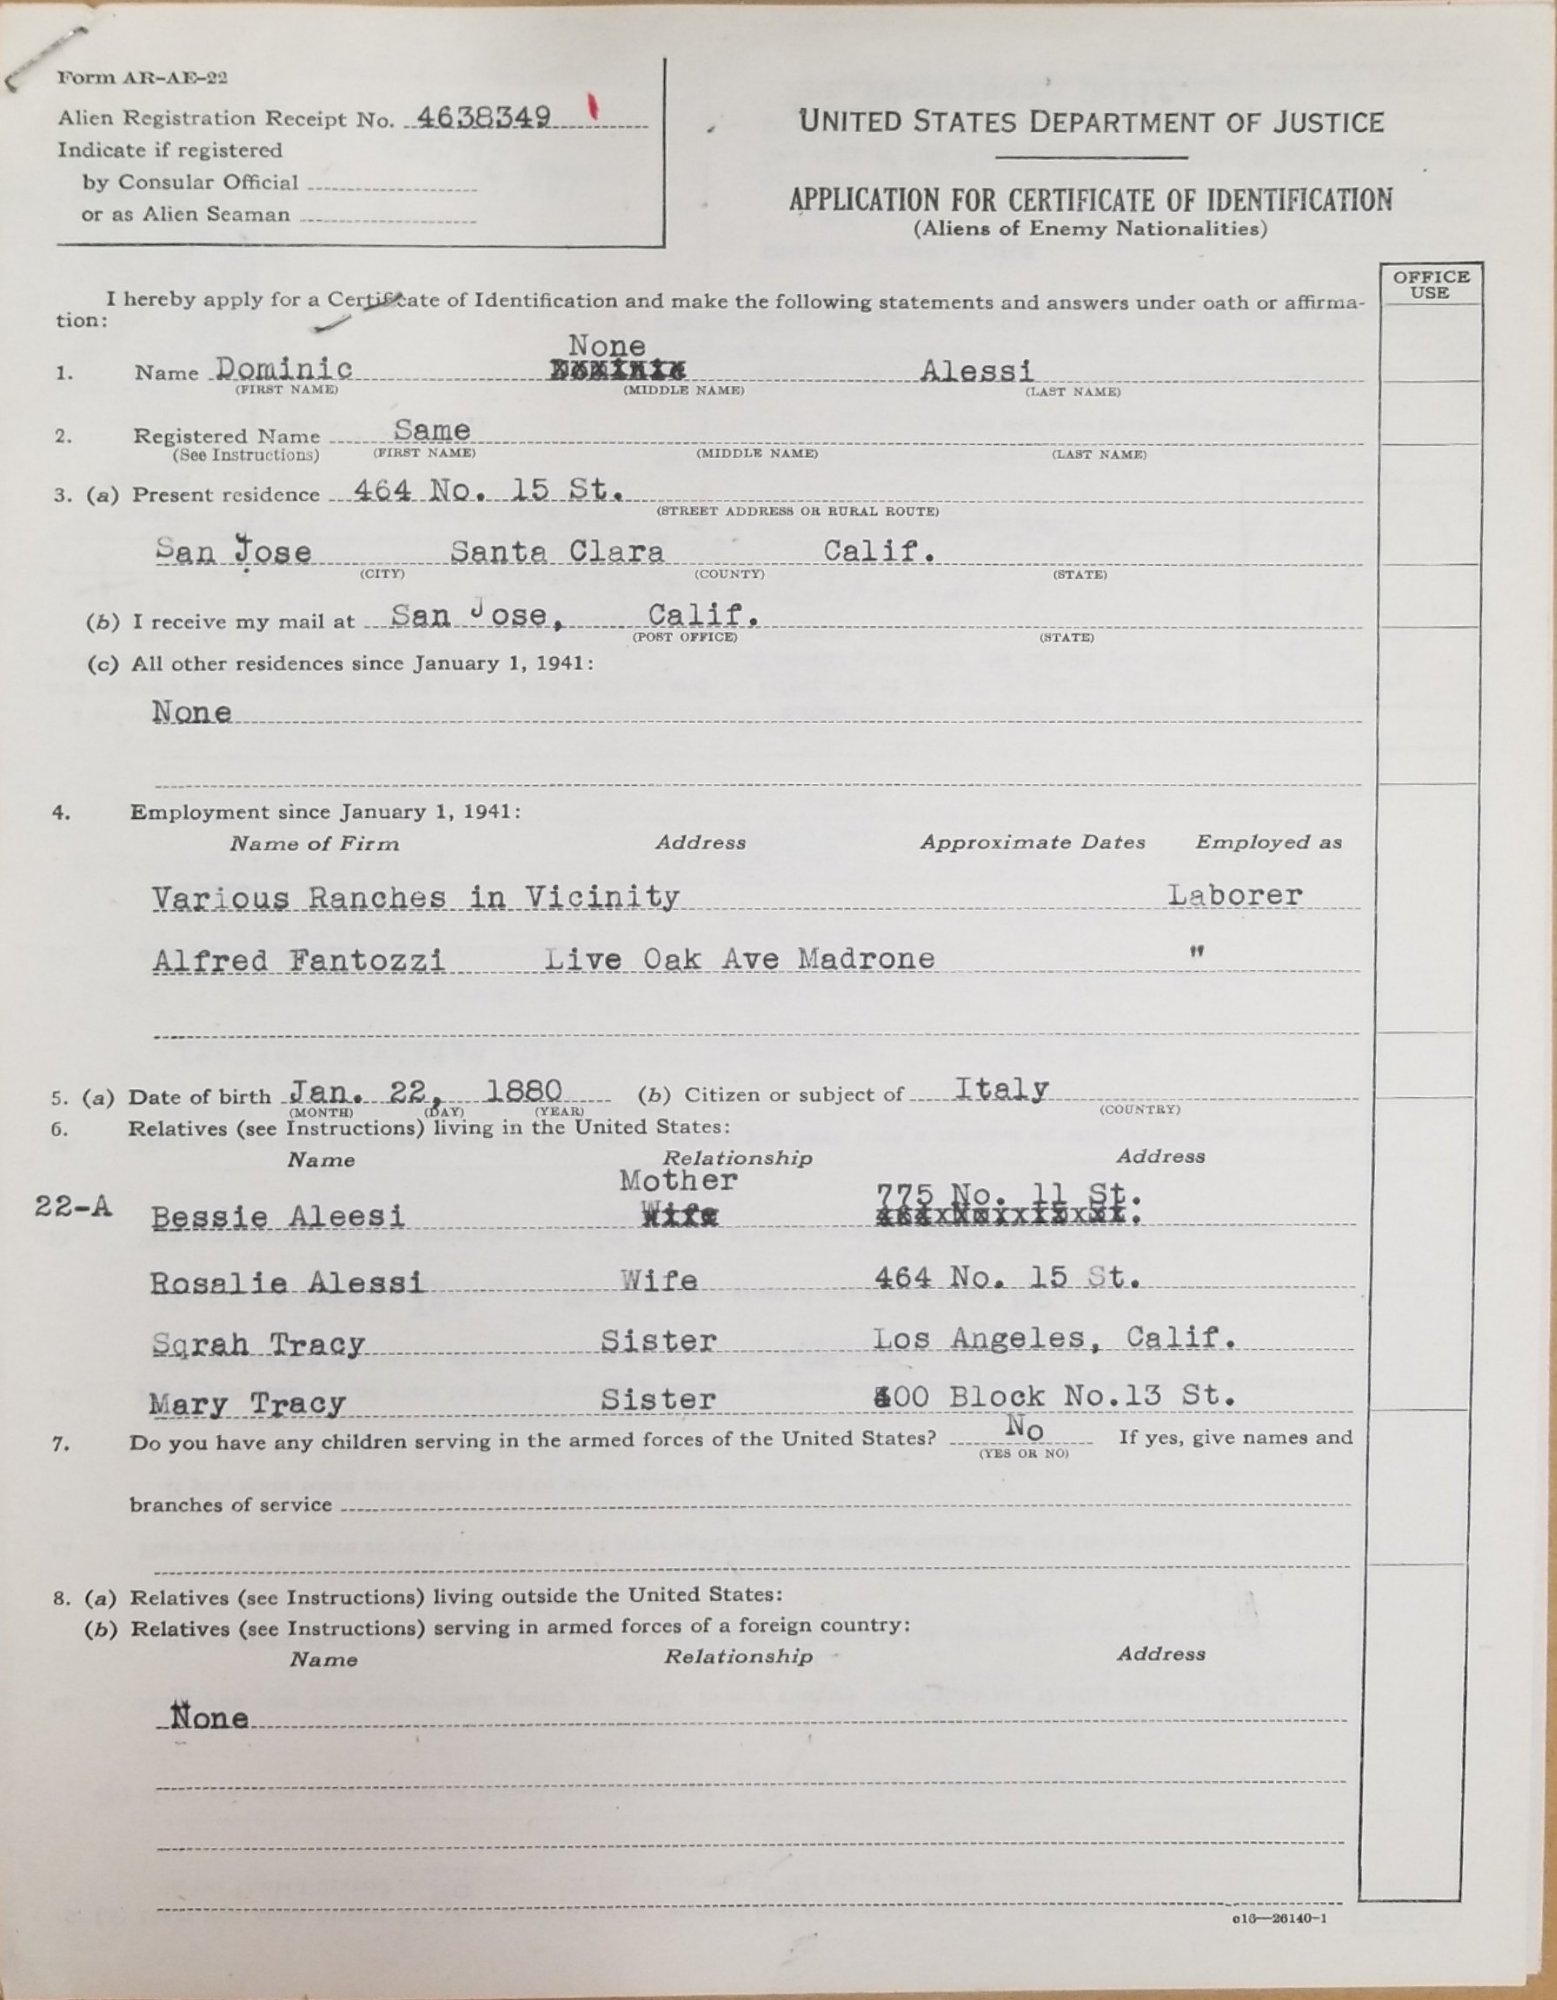 Form AR-AE-22
Alien Registration Receipt No. 4638349
Indicate if registered
by Consular Official
or as Alien Seaman
UNITED STATES DEPARTMENT OF JUSTICE
APPLICATION FOR CERTIFICATE OF IDENTIFICATION
(Aliens of Enemy Nationalities)
OFFICE
USE
I hereby apply for a Certificate of Identification and make the following statements and answers under oath or affirma-
tion:
None
1. Name Dominic Alessi
(FIRST NAME) (MIDDLE NAME) (LAST NAME)
2. Registered Name Same
(See Instructions) (FIRST NAME) (MIDDLE NAME) (LAST NAME)
3. (a) Present residence 464 No. 15 St.
(STREET ADDRESS OR RURAL ROUTE)
San Jose Santa Clara Calif.
(CITY) (COUNTY) (STATE)
(b) I receive my mail at San Jose, Calif.
(POST OFFICE) (STATE)
(c) All other residences since January 1, 1941:
None
4. Employment since January 1, 1941:
Name of Firm Address Approximate Dates Employed as
Various Ranches in Vicinity Laborer
Alfred Fantozzi Live Oak Ave Madrone "
5. (a) Date of birth Jan. 22, 1880 (b) Citizen or subject of Italy
(MONTH) (DAY) (YEAR) (COUNTRY)
6. Relatives (see Instructions) living in the United States:
Name Relationship Address
Mother 775 No. 11 St.
22-A Bessie Aleesi
Rosalie Alessi Wife 464 No. 15 St.
Sqrah Tracy Sister Los Angeles, Calif.
Mary Tracy Sister Block No.13 St.
7. Do you have any children serving in the armed forces of the United States? No If yes, give names and
(YES OR NO)
branches of service
8. (a) Relatives (see Instructions) living outside the United States:
(b) Relatives (see Instructions) serving in armed forces of a foreign country:
Name Relationship Address
None
c16—26140-1